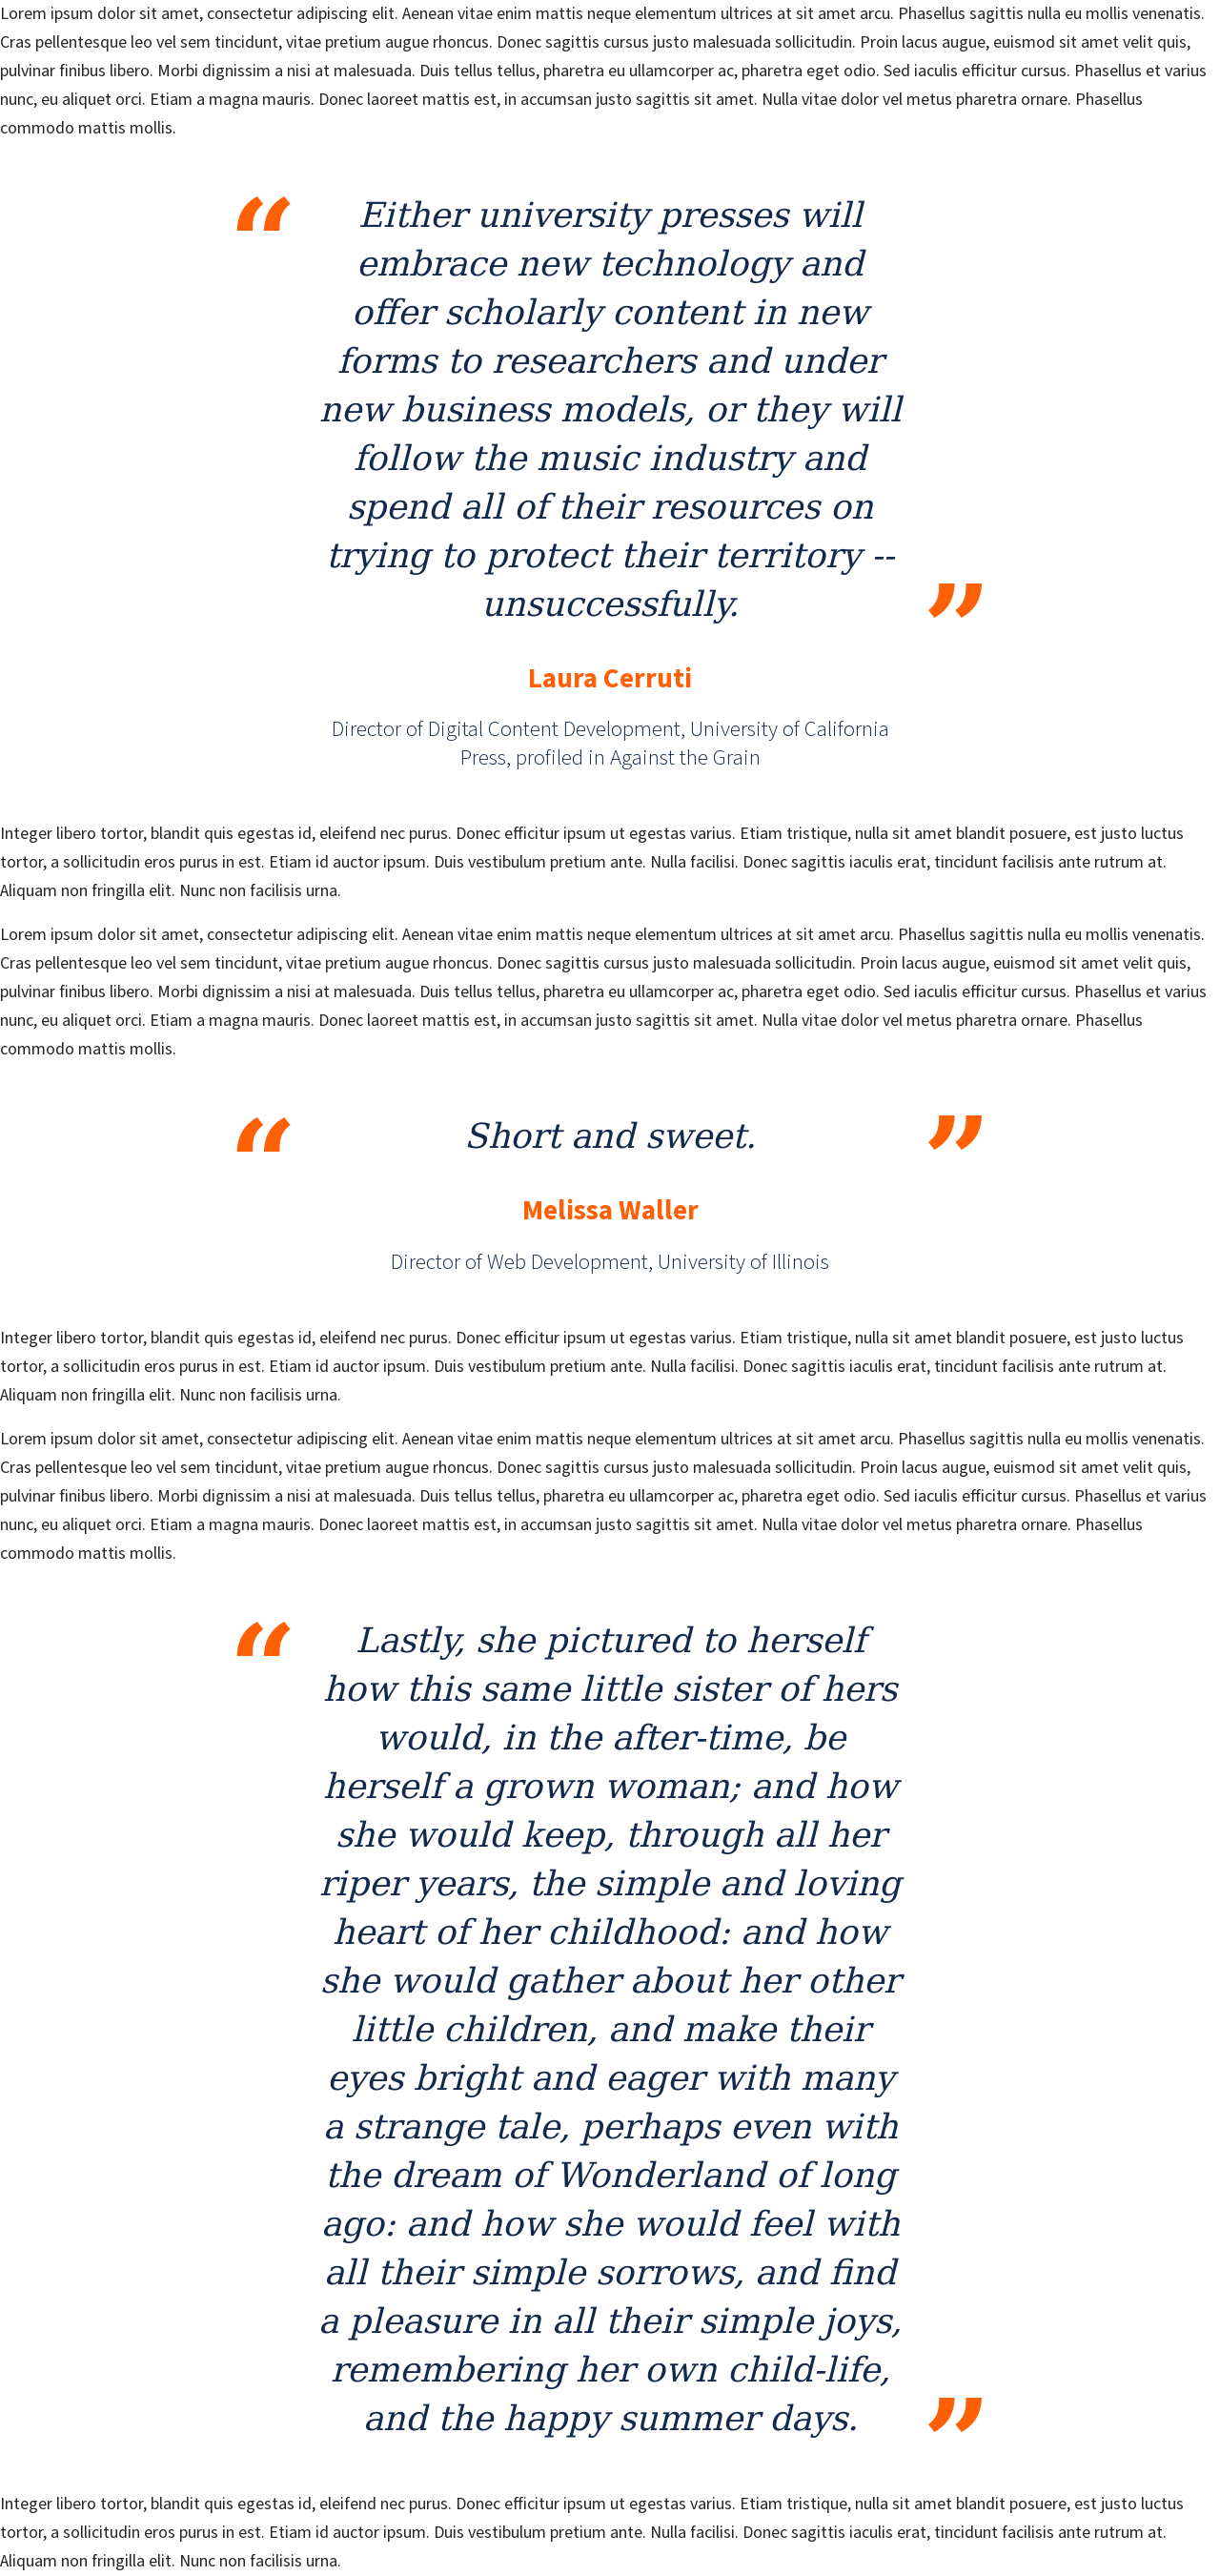 Lorem ipsum dolor sit amet, consectetur adipiscing elit. Aenean vitae enim mattis neque elementum ultrices at sit amet arcu. Phasellus sagittis nulla eu mollis venenatis.
Cras pellentesque leo vel sem tincidunt, vitae pretium augue rhoncus. Donec sagittis cursus justo malesuada sollicitudin. Proin lacus augue, euismod sit amet velit quis,
pulvinar finibus libero. Morbi dignissim a nisi at malesuada. Duis tellus tellus, pharetra eu ullamcorper ac, pharetra eget odio. Sed iaculis efficitur cursus. Phasellus et varius
nunc, eu aliquet orci. Etiam a magna mauris. Donec laoreet mattis est, in accumsan justo sagittis sit amet. Nulla vitae dolor vel metus pharetra ornare. Phasellus
commodo mattis mollis.
“ Either university presses will
embrace new technology and
offer scholarly content in new
forms to researchers and under
new business models, or they will
follow the music industry and
spend all of their resources on
trying to protect their territory --
unsuccessfully. ”
Laura Cerruti
Director of Digital Content Development, University of California
Press, profiled in Against the Grain
Integer libero tortor, blandit quis egestas id, eleifend nec purus. Donec efficitur ipsum ut egestas varius. Etiam tristique, nulla sit amet blandit posuere, est justo luctus
tortor, a sollicitudin eros purus in est. Etiam id auctor ipsum. Duis vestibulum pretium ante. Nulla facilisi. Donec sagittis iaculis erat, tincidunt facilisis ante rutrum at.
Aliquam non fringilla elit. Nunc non facilisis urna.
Lorem ipsum dolor sit amet, consectetur adipiscing elit. Aenean vitae enim mattis neque elementum ultrices at sit amet arcu. Phasellus sagittis nulla eu mollis venenatis.
Cras pellentesque leo vel sem tincidunt, vitae pretium augue rhoncus. Donec sagittis cursus justo malesuada sollicitudin. Proin lacus augue, euismod sit amet velit quis,
pulvinar finibus libero. Morbi dignissim a nisi at malesuada. Duis tellus tellus, pharetra eu ullamcorper ac, pharetra eget odio. Sed iaculis efficitur cursus. Phasellus et varius
nunc, eu aliquet orci. Etiam a magna mauris. Donec laoreet mattis est, in accumsan justo sagittis sit amet. Nulla vitae dolor vel metus pharetra ornare. Phasellus
commodo mattis mollis.
“ Short and sweet. ”
Melissa Waller
Director of Web Development, University of Illinois
Integer libero tortor, blandit quis egestas id, eleifend nec purus. Donec efficitur ipsum ut egestas varius. Etiam tristique, nulla sit amet blandit posuere, est justo luctus
tortor, a sollicitudin eros purus in est. Etiam id auctor ipsum. Duis vestibulum pretium ante. Nulla facilisi. Donec sagittis iaculis erat, tincidunt facilisis ante rutrum at.
Aliquam non fringilla elit. Nunc non facilisis urna.
Lorem ipsum dolor sit amet, consectetur adipiscing elit. Aenean vitae enim mattis neque elementum ultrices at sit amet arcu. Phasellus sagittis nulla eu mollis venenatis.
Cras pellentesque leo vel sem tincidunt, vitae pretium augue rhoncus. Donec sagittis cursus justo malesuada sollicitudin. Proin lacus augue, euismod sit amet velit quis,
pulvinar finibus libero. Morbi dignissim a nisi at malesuada. Duis tellus tellus, pharetra eu ullamcorper ac, pharetra eget odio. Sed iaculis efficitur cursus. Phasellus et varius
nunc, eu aliquet orci. Etiam a magna mauris. Donec laoreet mattis est, in accumsan justo sagittis sit amet. Nulla vitae dolor vel metus pharetra ornare. Phasellus
commodo mattis mollis.
“ Lastly, she pictured to herself
how this same little sister of hers
would, in the after-time, be
herself a grown woman; and how
she would keep, through all her
riper years, the simple and loving
heart of her childhood: and how
she would gather about her other
little children, and make their
eyes bright and eager with many
a strange tale, perhaps even with
the dream of Wonderland of long
ago: and how she would feel with
all their simple sorrows, and find
a pleasure in all their simple joys,
remembering her own child-life,
and the happy summer days. ”
Integer libero tortor, blandit quis egestas id, eleifend nec purus. Donec efficitur ipsum ut egestas varius. Etiam tristique, nulla sit amet blandit posuere, est justo luctus
tortor, a sollicitudin eros purus in est. Etiam id auctor ipsum. Duis vestibulum pretium ante. Nulla facilisi. Donec sagittis iaculis erat, tincidunt facilisis ante rutrum at.
Aliquam non fringilla elit. Nunc non facilisis urna.